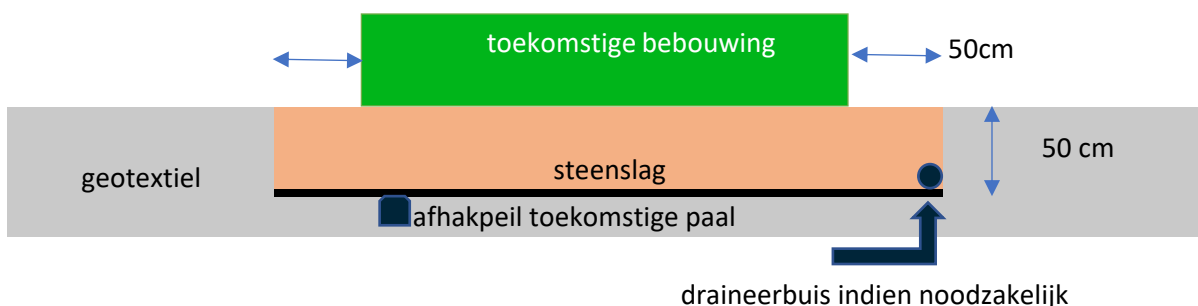 toekomstige bebouwing
50cm
50 cm
geotextiel
steenslag
afhakpeil toekomstige paal
draineerbuis indien noodzakelijk